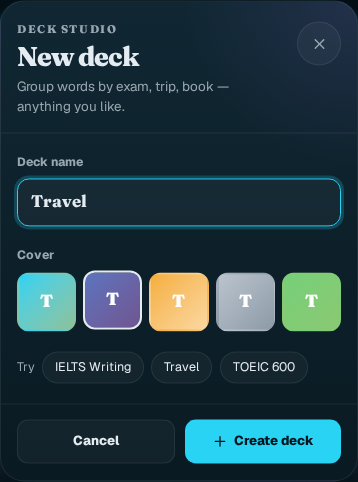 DECK STUDIO
New deck
Group words by exam, trip, book —
anything you like.
Deck name
Travel
Cover
T T T T T
Try IELTS Writing Travel TOEIC 600
Cancel + Create deck